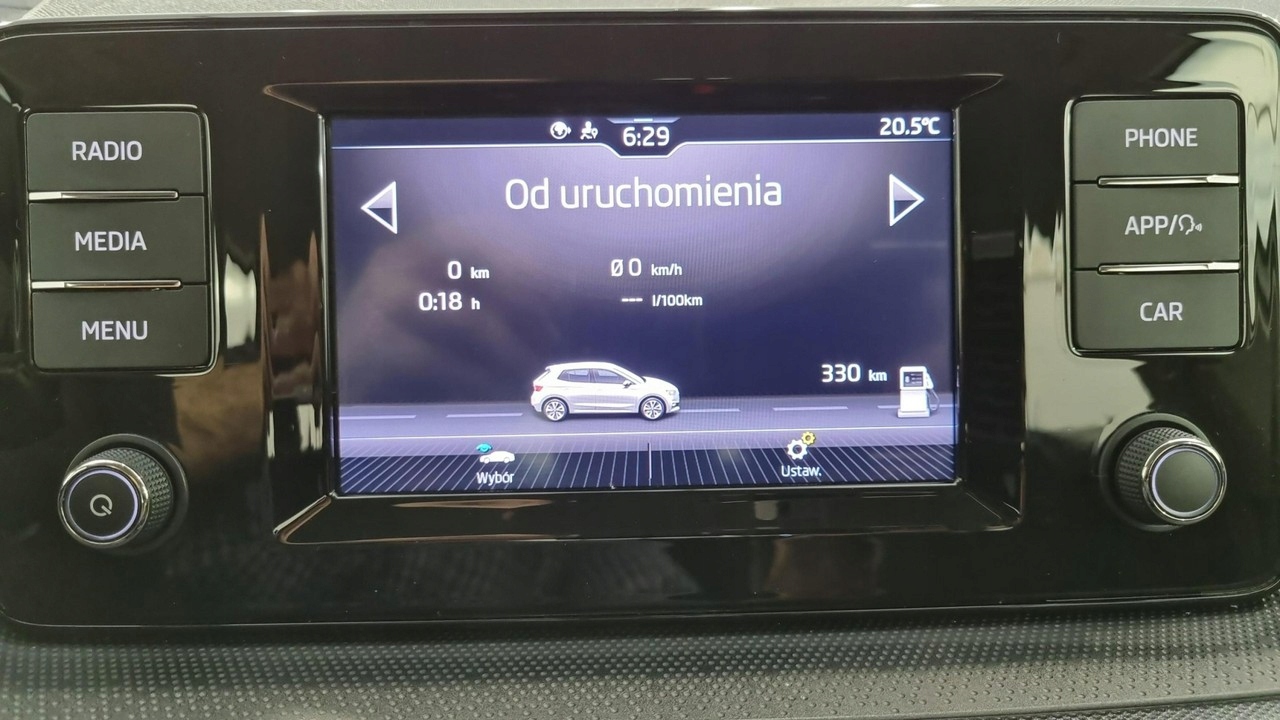 RADIO
MEDIA
MENU
6:29
20.5°C
Od uruchomienia
0 km
Ø 0 km/h
0:18 h
--- l/100km
330 km
Wybór
Ustaw.
PHONE
APP/
CAR